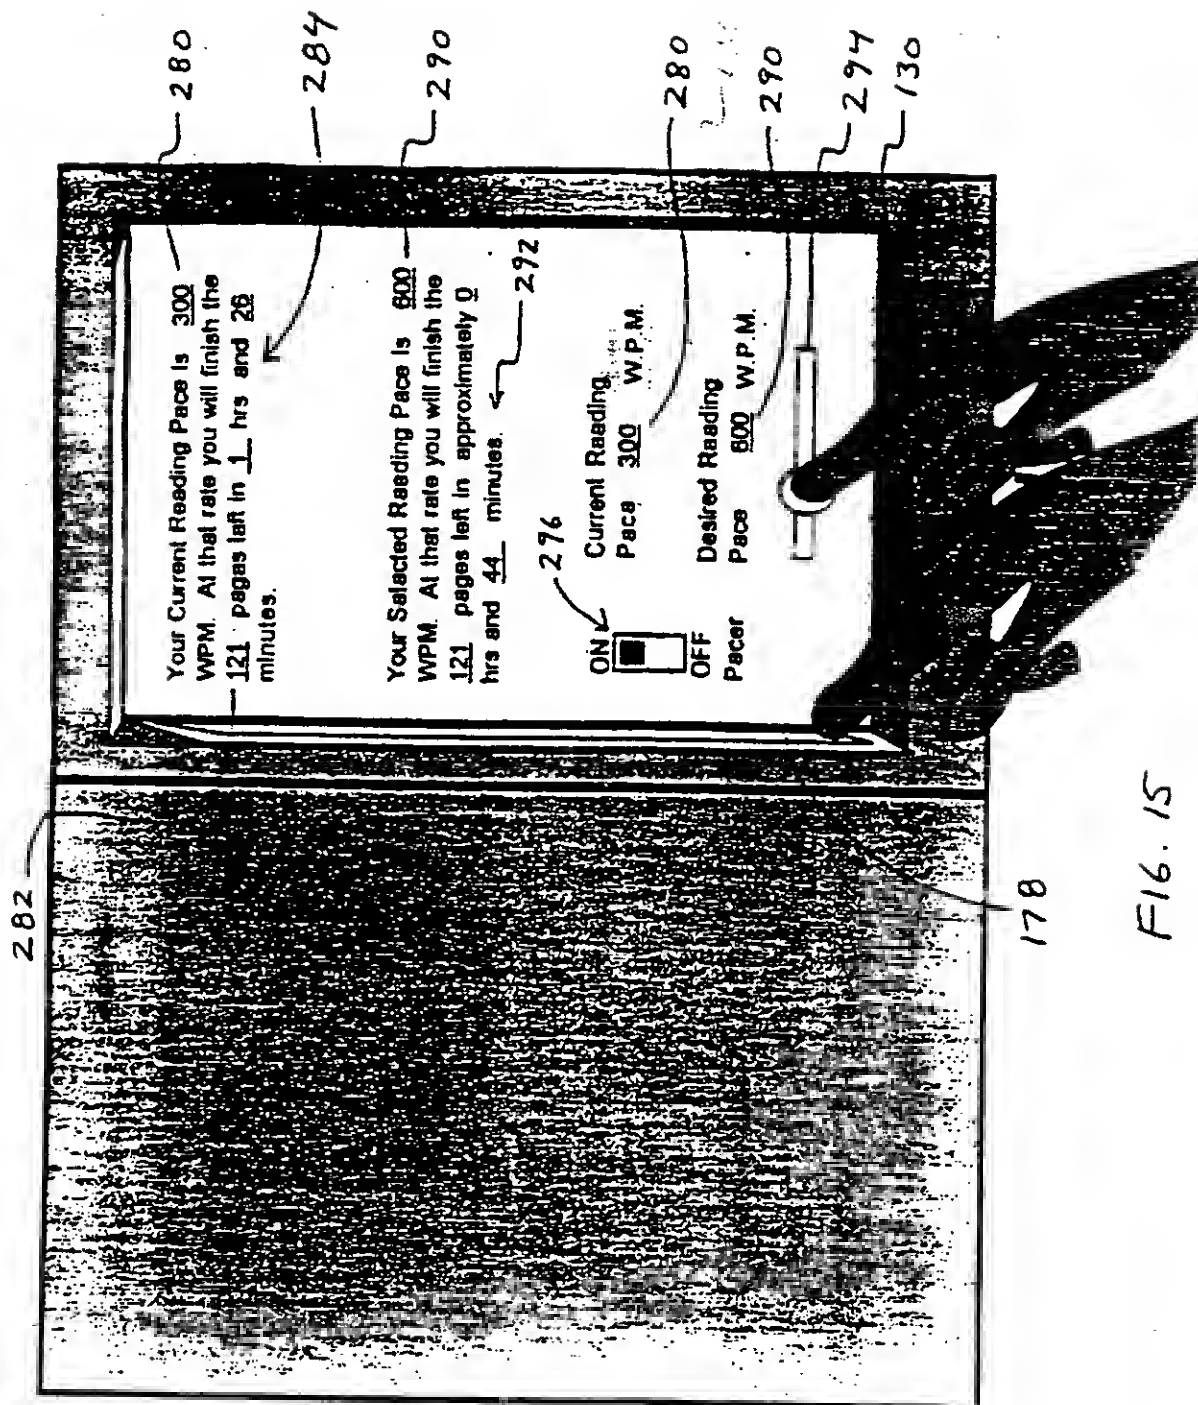 Your Current Reading Pace is 300
WPM. At that rate you will finish the
121 pages left in 1 hrs and 26
minutes.
Your Selected Reading Pace is 600
WPM. At that rate you will finish the
121 pages left in approximately 0
hrs and 44 minutes.
ON
OFF
Pacer
Current Reading
Pace 300 W.P.M.
Desired Reading
Pace 600 W.P.M.
280
284
290
292
296
280
290
294
130
282
178
FIG. 15